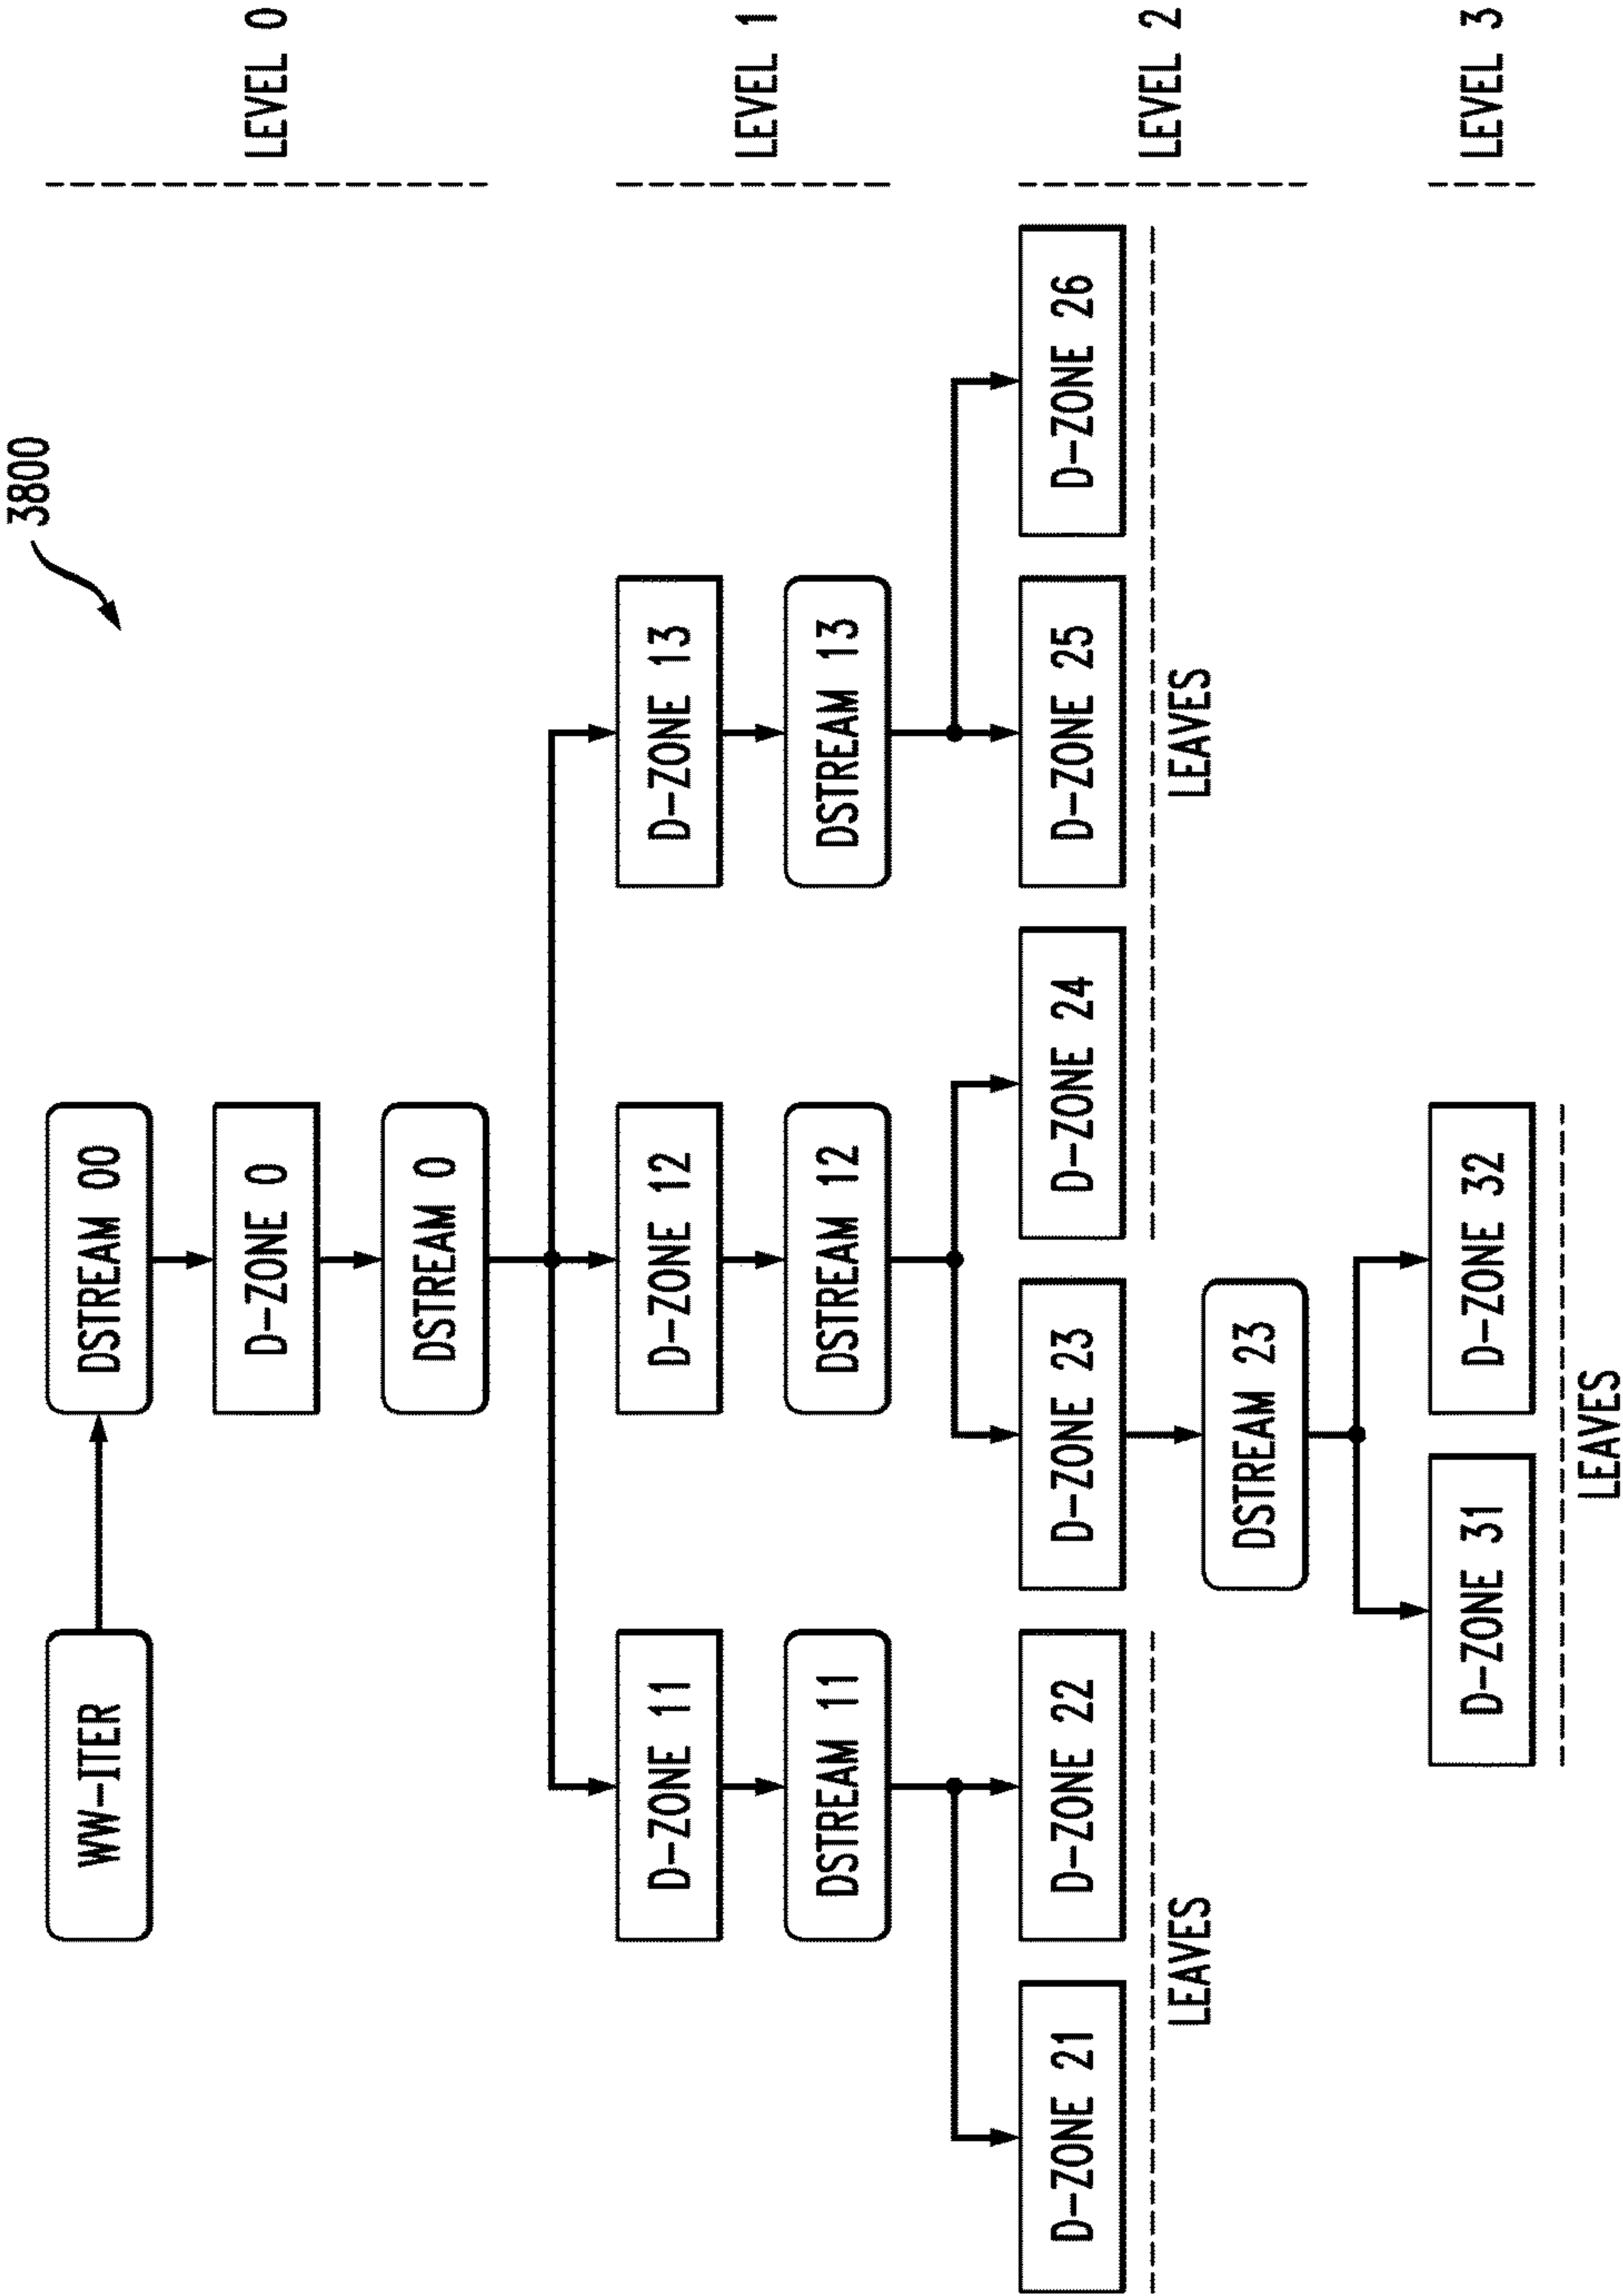 3800
WW-ITER
DSTREAM 00
LEVEL 0
D-ZONE 0
DSTREAM 0
D-ZONE 11
D-ZONE 12
D-ZONE 13
LEVEL 1
DSTREAM 11
DSTREAM 12
DSTREAM 13
D-ZONE 21
D-ZONE 22
D-ZONE 23
D-ZONE 24
D-ZONE 25
D-ZONE 26
LEVEL 2
LEAVES
LEAVES
DSTREAM 23
D-ZONE 31
D-ZONE 32
LEVEL 3
LEAVES